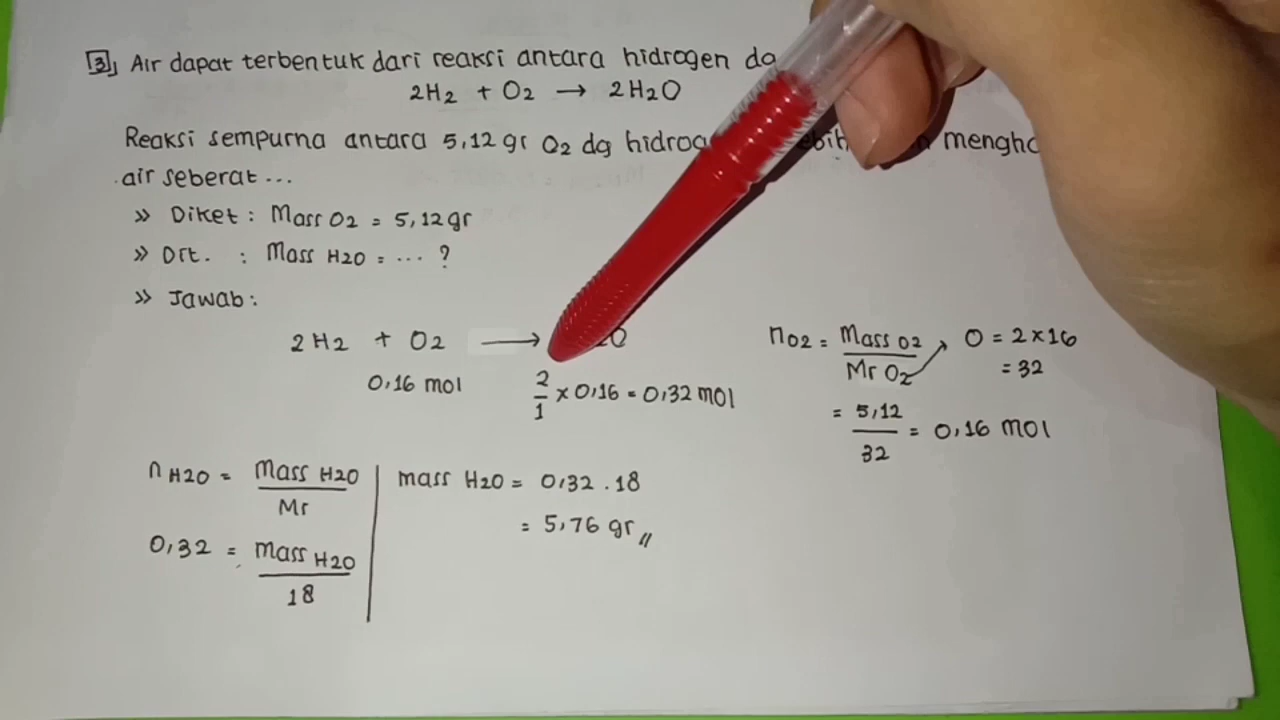 3] Air dapat terbentuk dari reaksi antara hidrogen
2H2 + O2 → 2H2O
Reaksi sempurna antara 5,12 gr O2 dg
air seberat ...
» Diket : Mass O2 = 5,12 gr
» Dit. : Mass H2O = ... ?
» Jawab :
2H2 + O2 →
0,16 mol 2/1 x 0,16 = 0,32 mol
nO2 = Mass O2 / Mr O2 O = 2 x 16
= 32
= 5,12 / 32 = 0,16 mol
n H2O = Mass H2O / Mr
0,32 = Mass H2O / 18
mass H2O = 0,32 . 18
= 5,76 gr //